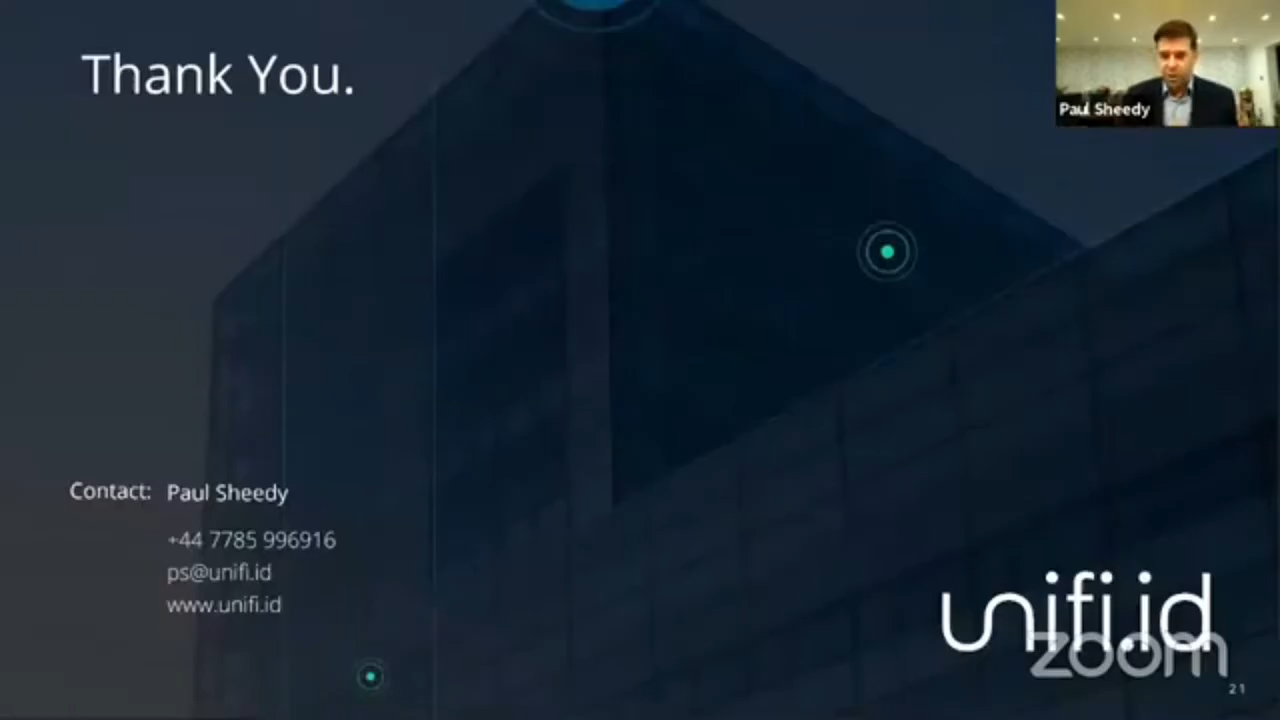 Thank You.
Paul Sheedy
Contact: Paul Sheedy
+44 7785 996916
ps@unifi.id
www.unifi.id
unifi.id
zoom
21